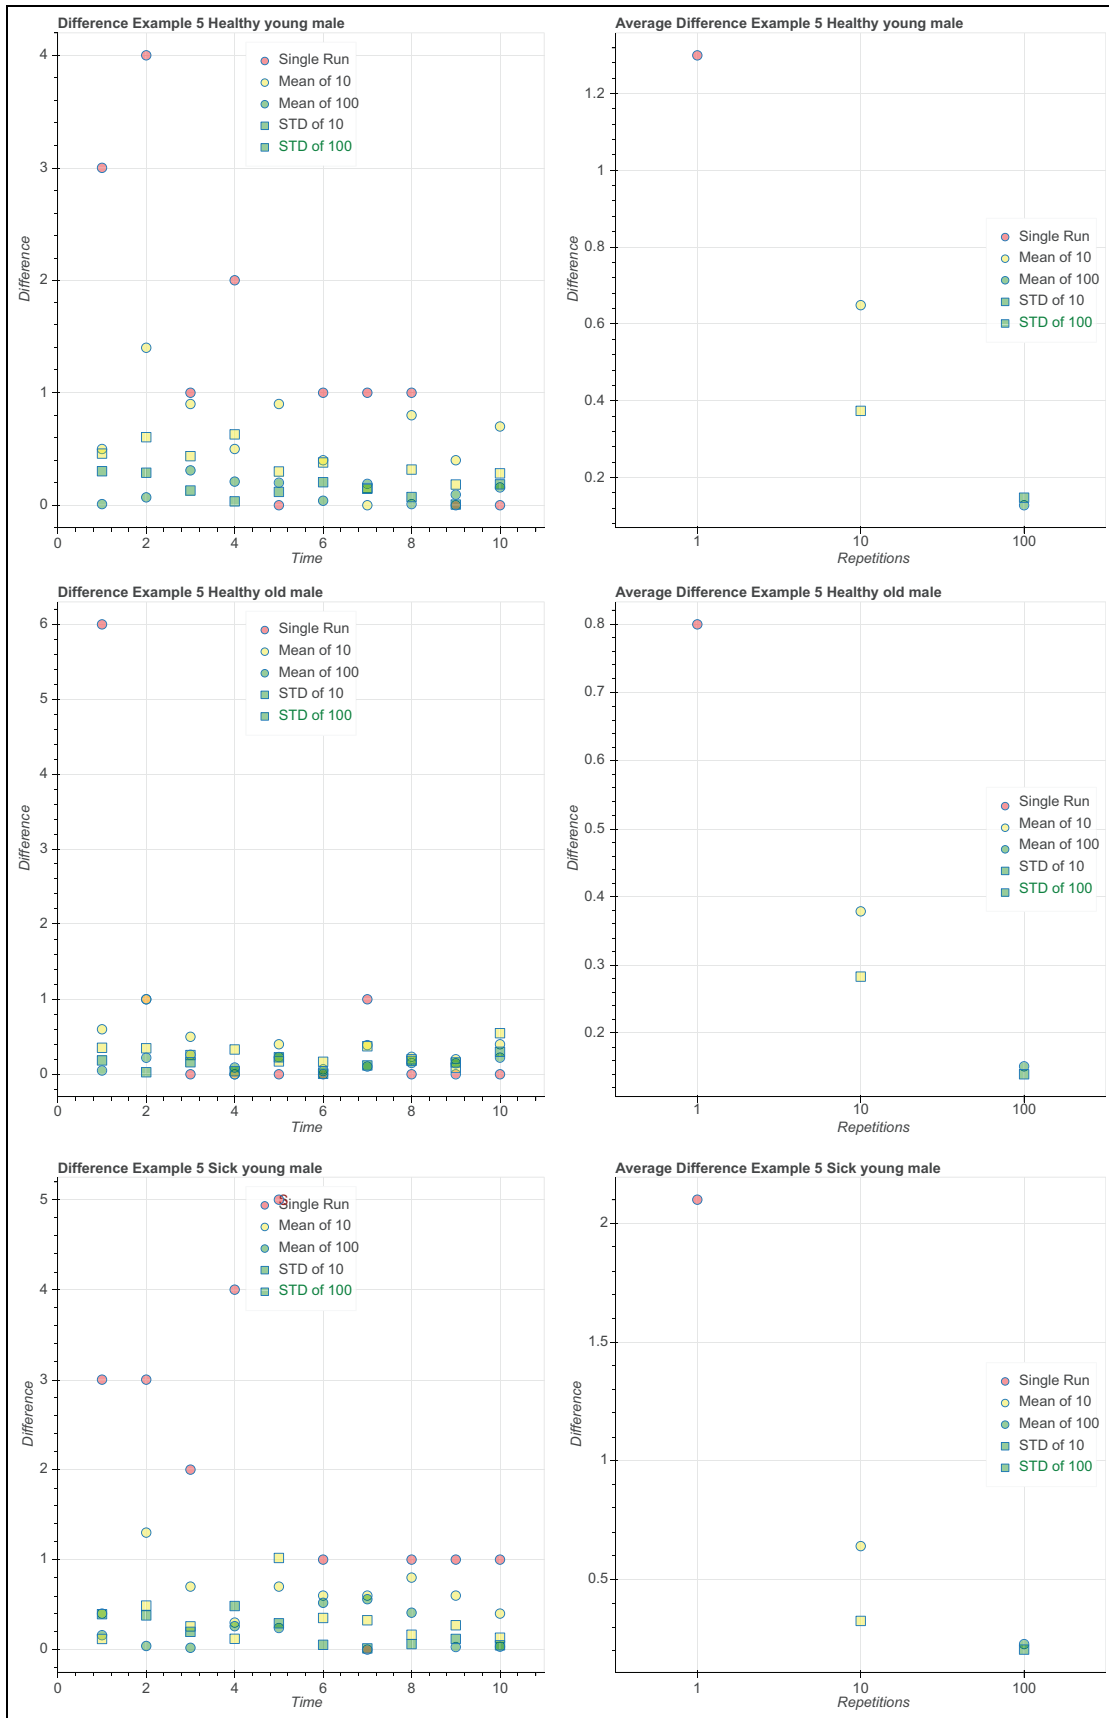 Difference Example 5 Healthy young male
4
3
2
1
0
Difference
0
2
4
6
8
10
Time
Single Run
Mean of 10
Mean of 100
STD of 10
STD of 100
Average Difference Example 5 Healthy young male
1.2
1
0.8
0.6
0.4
0.2
Difference
1
10
100
Repetitions
Single Run
Mean of 10
Mean of 100
STD of 10
STD of 100
Difference Example 5 Healthy old male
6
5
4
3
2
1
0
Difference
0
2
4
6
8
10
Time
Single Run
Mean of 10
Mean of 100
STD of 10
STD of 100
Average Difference Example 5 Healthy old male
0.8
0.7
0.6
0.5
0.4
0.3
0.2
Difference
1
10
100
Repetitions
Single Run
Mean of 10
Mean of 100
STD of 10
STD of 100
Difference Example 5 Sick young male
5
4
3
2
1
0
Difference
0
2
4
6
8
10
Time
Single Run
Mean of 10
Mean of 100
STD of 10
STD of 100
Average Difference Example 5 Sick young male
2
1.5
1
0.5
Difference
1
10
100
Repetitions
Single Run
Mean of 10
Mean of 100
STD of 10
STD of 100